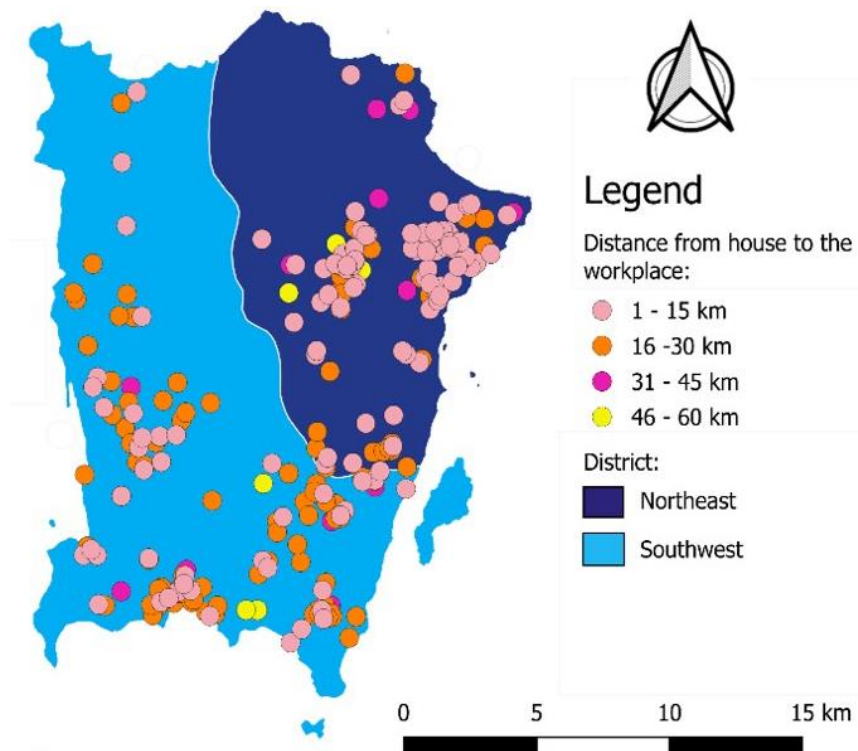 Legend
Distance from house to the
workplace:
1 - 15 km
16 -30 km
31 - 45 km
46 - 60 km
District:
Northeast
Southwest
0 5 10 15 km